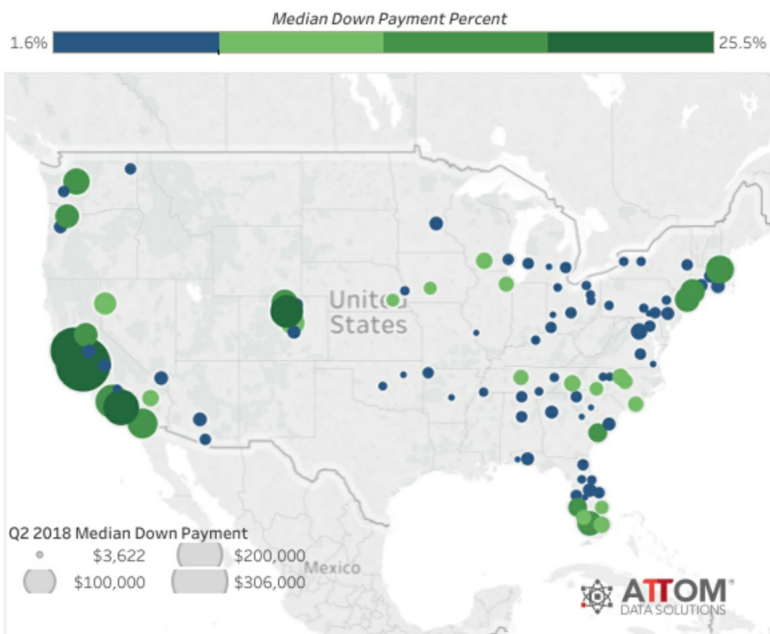 Median Down Payment Percent
1.6% 25.5%
United
States
Q2 2018 Median Down Payment
$3,622 $200,000
$100,000 $306,000
Mexico
ATTOM
DATA SOLUTIONS